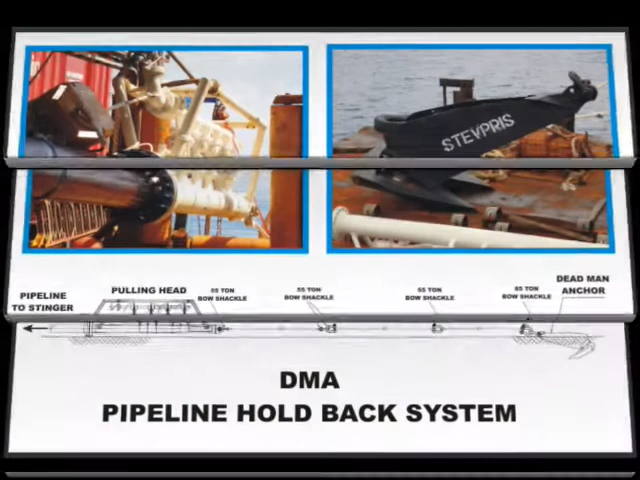 STEVPRIS
PIPELINE
TO STINGER
PULLING HEAD
55 TON
BOW SHACKLE
55 TON
BOW SHACKLE
55 TON
BOW SHACKLE
85 TON
BOW SHACKLE
DEAD MAN
ANCHOR
DMA
PIPELINE HOLD BACK SYSTEM